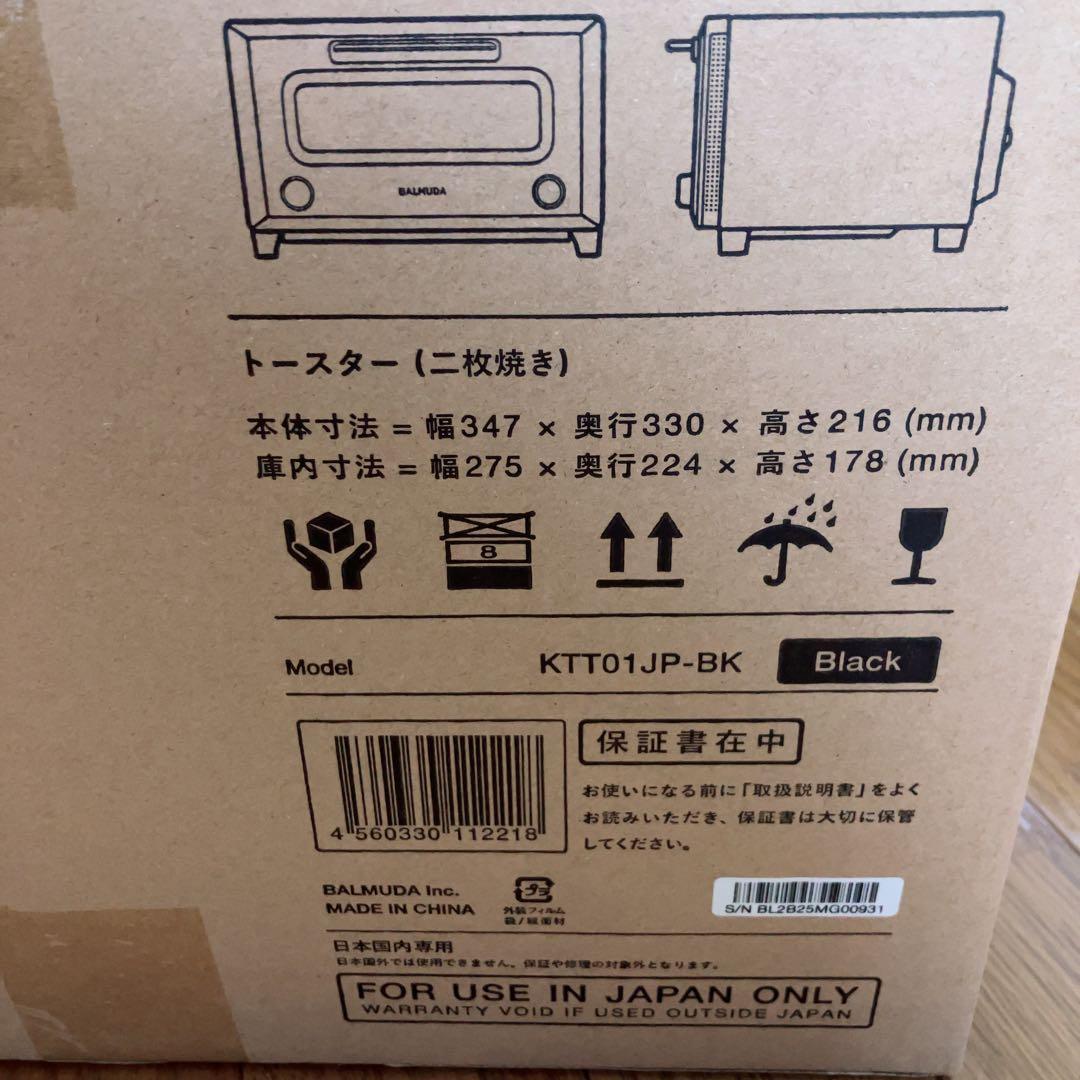 BALMUDA
トースター (二枚焼き)
本体寸法 = 幅347 × 奥行330 × 高さ216 (mm)
庫内寸法 = 幅275 × 奥行224 × 高さ178 (mm)
8
Model KTT01JP-BK Black
保証書在中
お使いになる前に「取扱説明書」をよく
お読みいただき、保証書は大切に保管
してください。
4 560330 112218
BALMUDA Inc.
MADE IN CHINA
プラ
外装フィルム
袋/緩衝材
S/N BL2B25MG00931
日本国内専用
日本国外では使用できません。保証や修理の対象外となります。
FOR USE IN JAPAN ONLY
WARRANTY VOID IF USED OUTSIDE JAPAN